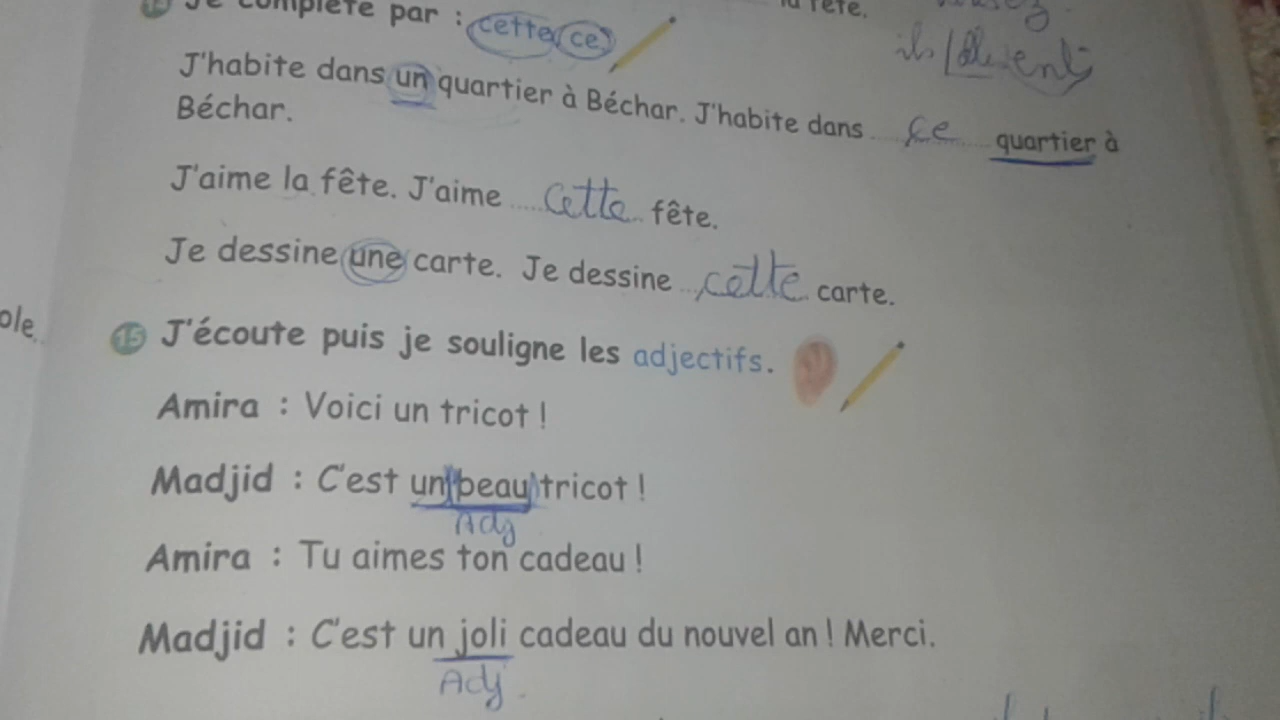 Je complète par : cette ce
J'habite dans un quartier à Béchar. J'habite dans ce quartier à
Béchar.
J'aime la fête. J'aime cette fête.
Je dessine une carte. Je dessine cette carte.
ole.
15 J'écoute puis je souligne les adjectifs.
Amira : Voici un tricot !
Madjid : C'est un beau tricot !
Adj
Amira : Tu aimes ton cadeau !
Madjid : C'est un joli cadeau du nouvel an ! Merci.
Adj